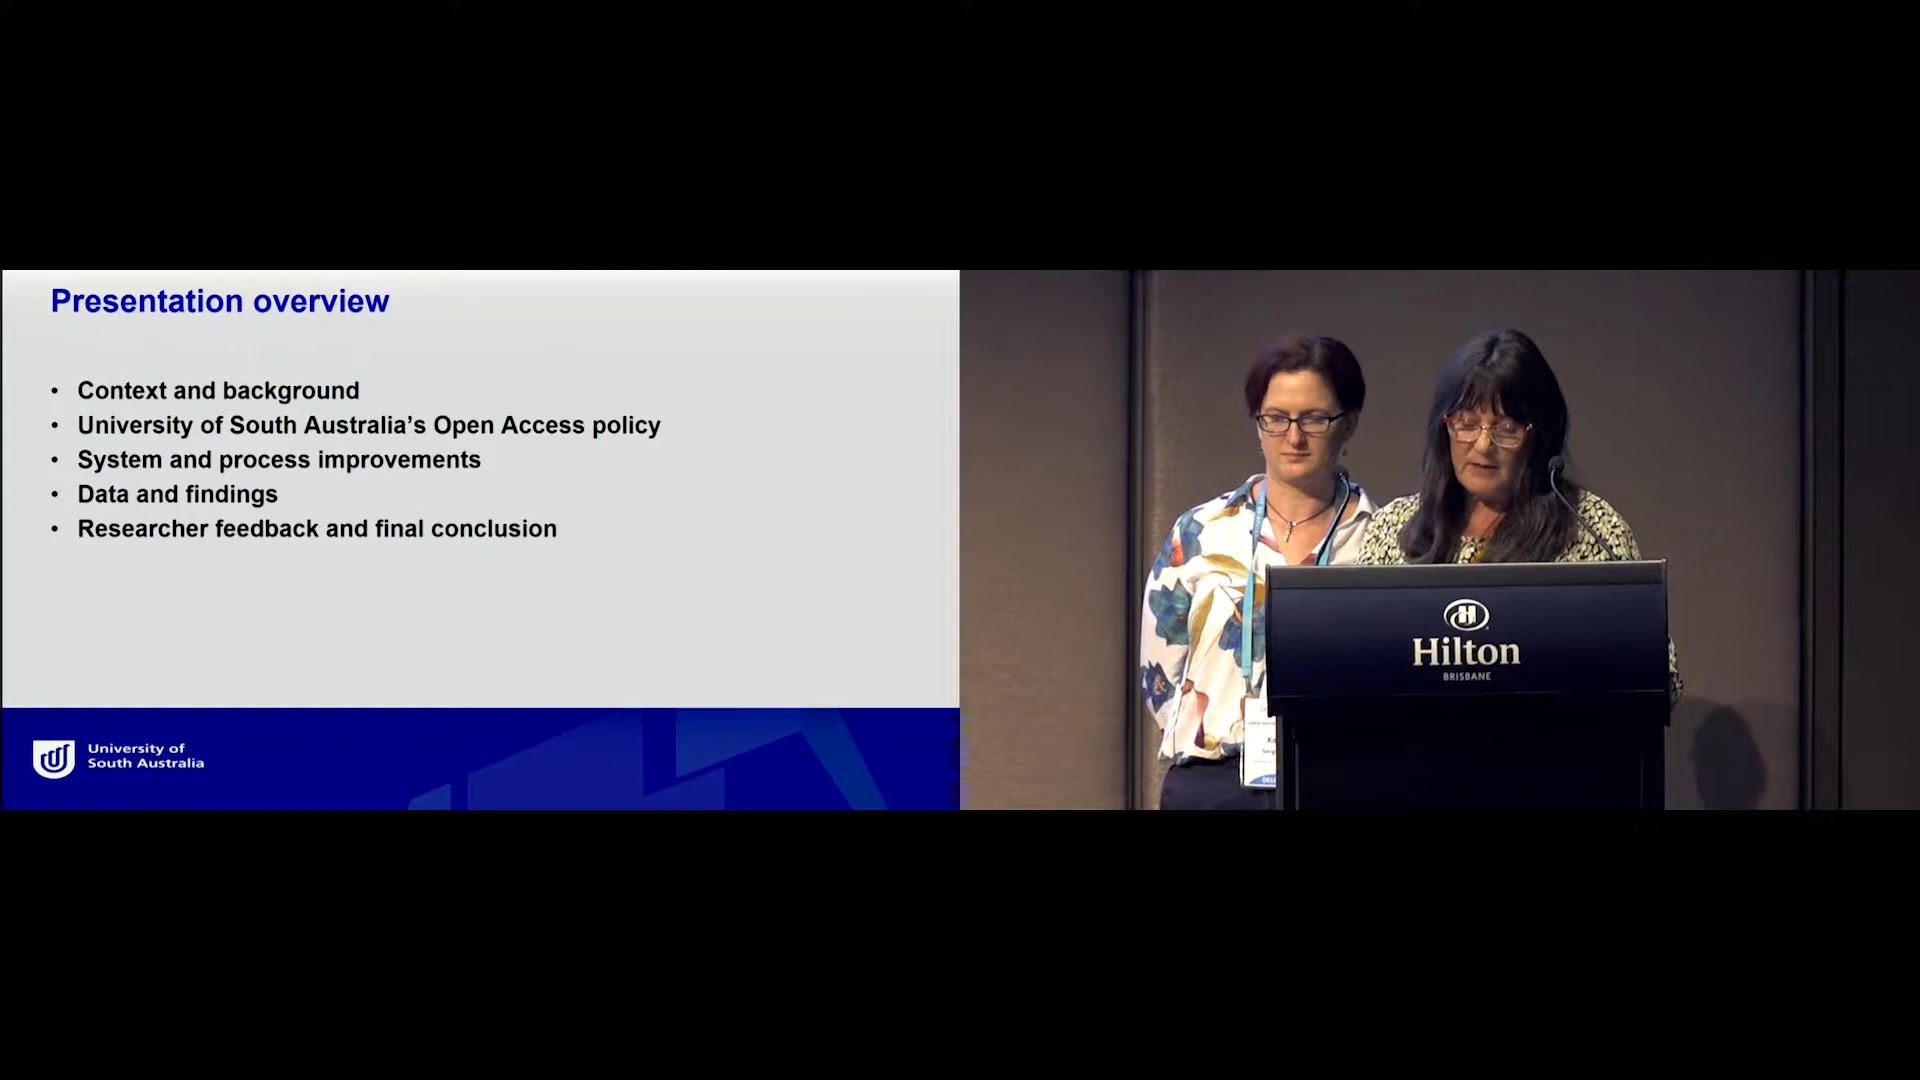 Presentation overview
• Context and background
• University of South Australia’s Open Access policy
• System and process improvements
• Data and findings
• Researcher feedback and final conclusion
University of
South Australia
Hilton
BRISBANE